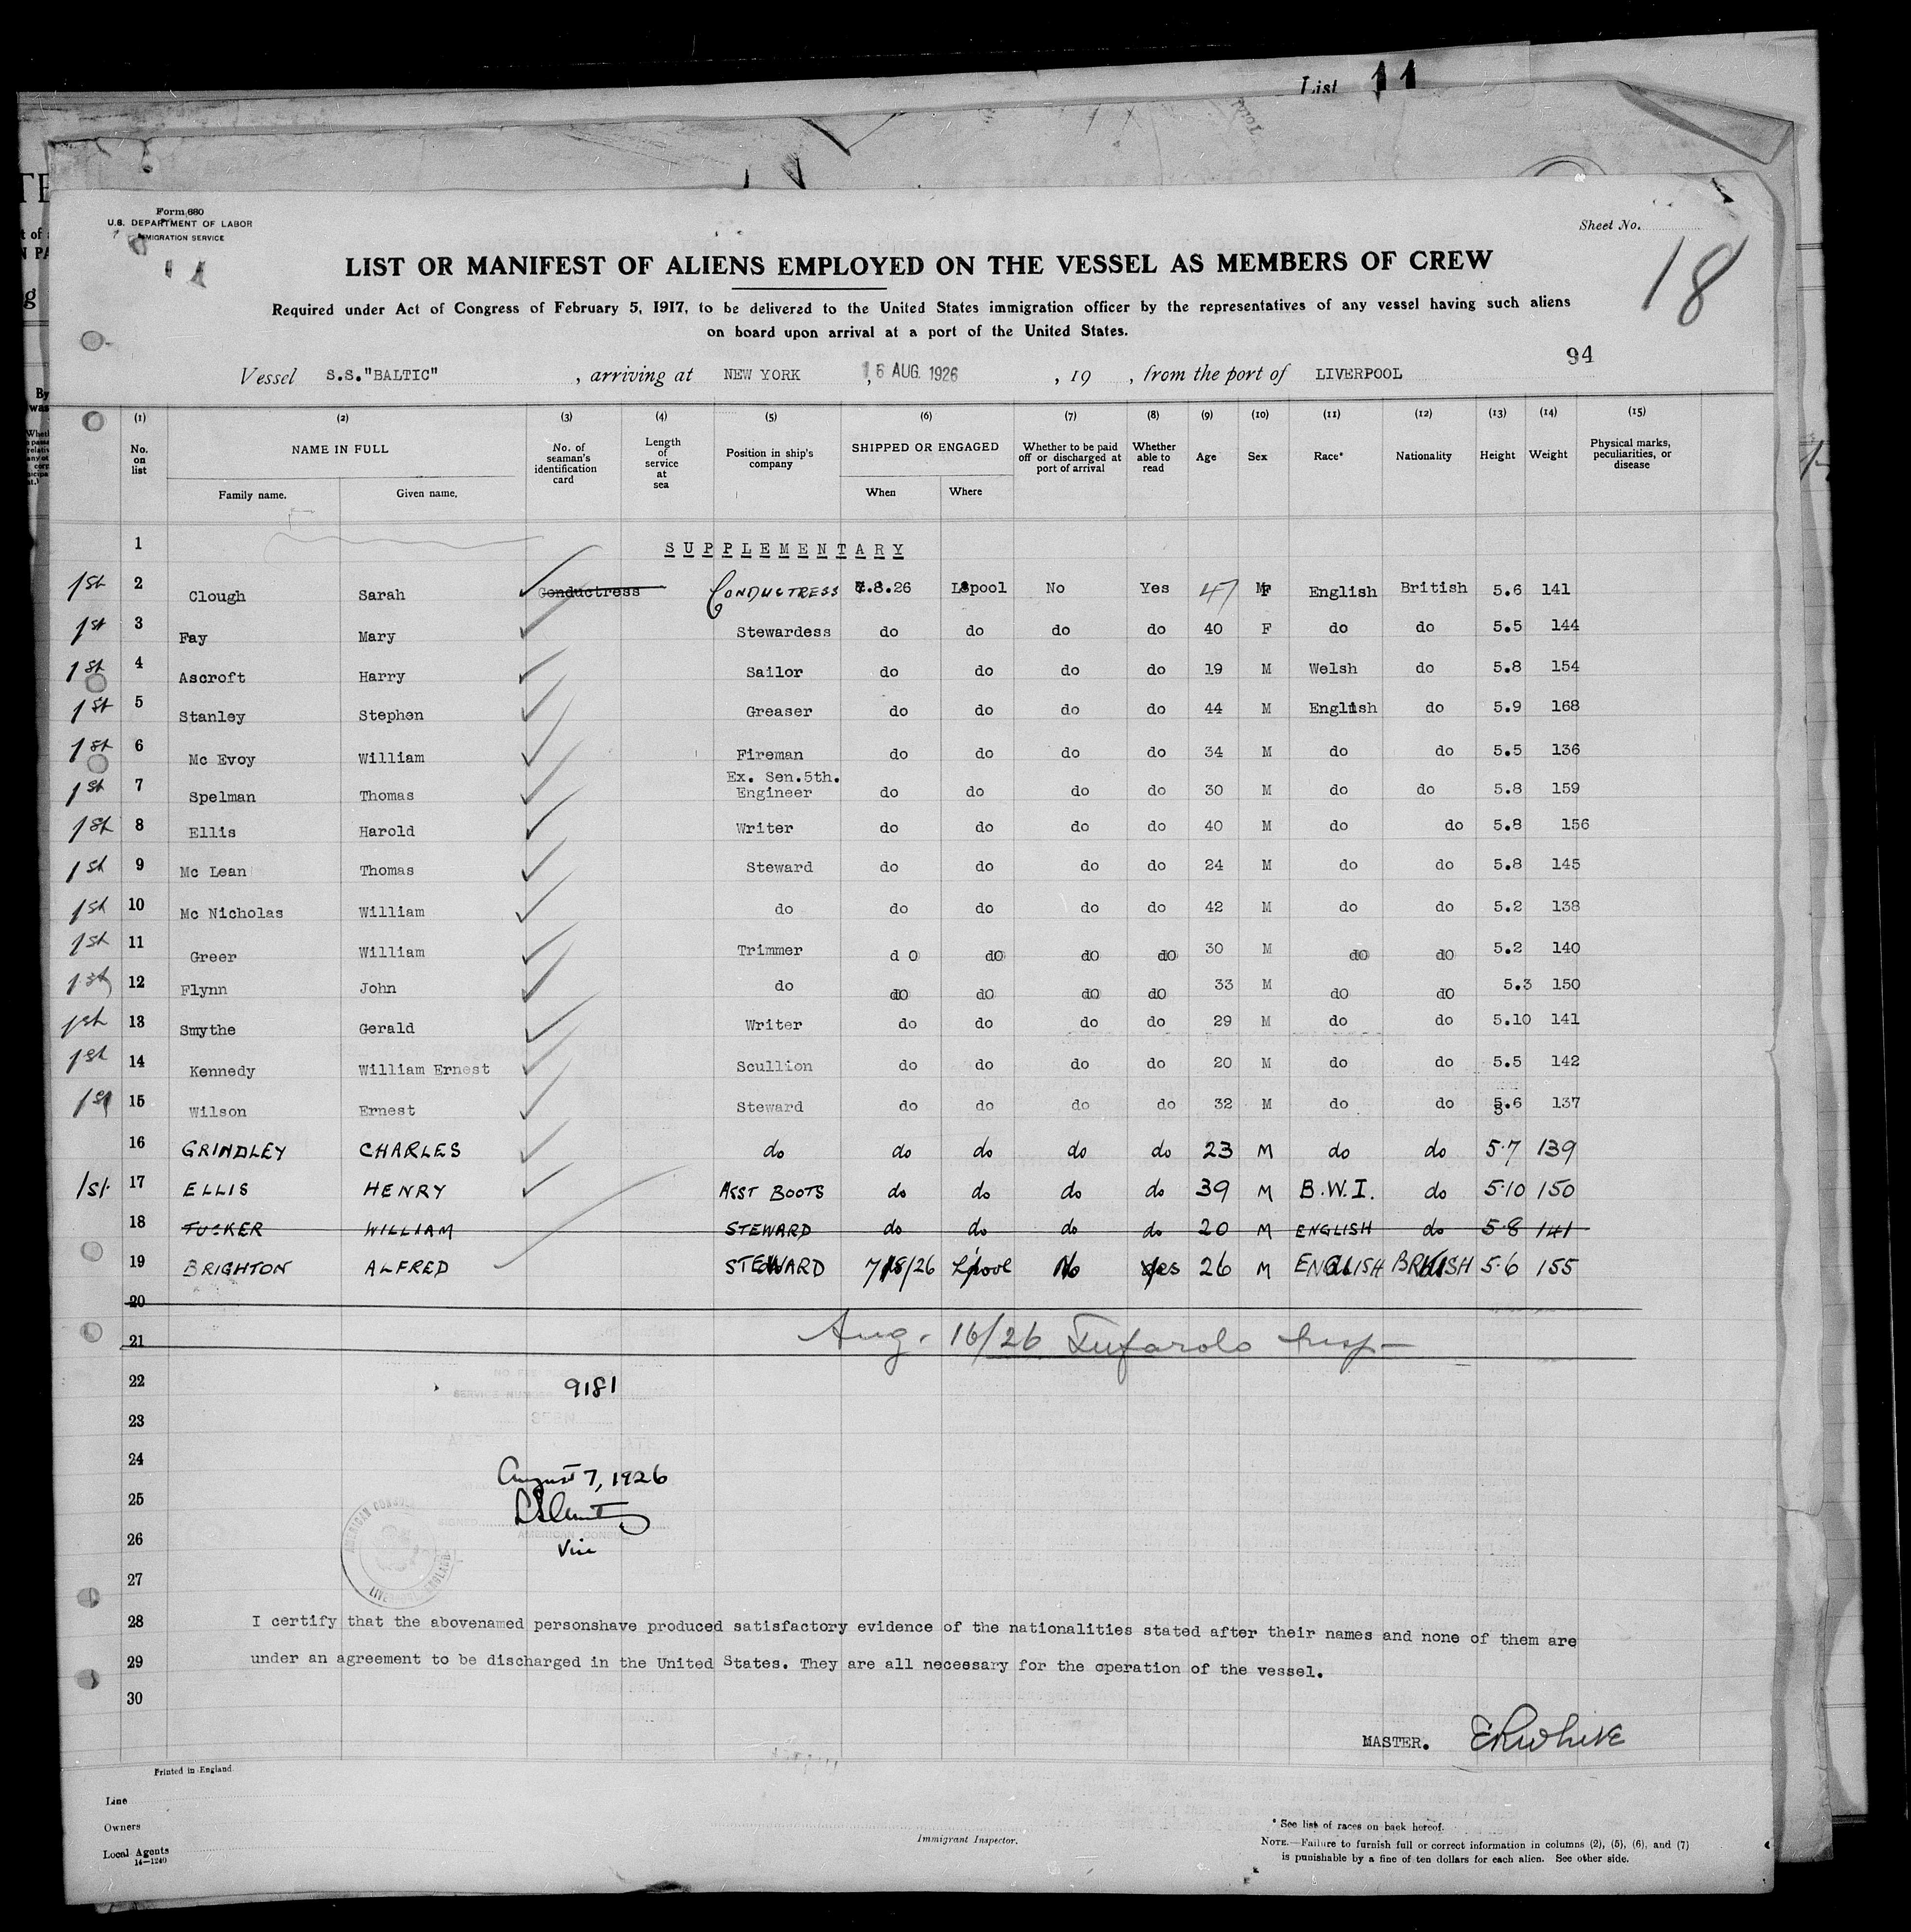 List 11
Form 680
U.S. DEPARTMENT OF LABOR
IMMIGRATION SERVICE
Sheet No.
18
LIST OR MANIFEST OF ALIENS EMPLOYED ON THE VESSEL AS MEMBERS OF CREW
Required under Act of Congress of February 5, 1917, to be delivered to the United States immigration officer by the representatives of any vessel having such aliens
on board upon arrival at a port of the United States.
94
Vessel S.S."BALTIC" , arriving at NEW YORK , 16 AUG. 1926 , 19 , from the port of LIVERPOOL
(1) (2) (3) (4) (5) (6) (7) (8) (9) (10) (11) (12) (13) (14) (15)
No. on list NAME IN FULL No. of seaman's identification card Length of service at sea Position in ship's company SHIPPED OR ENGAGED Whether to be paid off or discharged at port of arrival Whether able to read Age Sex Race* Nationality Height Weight Physical marks, peculiarities, or disease
Family name. Given name. When Where
1 SUPPLEMENTARY
1st 2 Clough Sarah Conductress CONDUCTRESS 7.8.26 L'pool No Yes 47 F English British 5.6 141
1st 3 Fay Mary Stewardess do do do do 40 F do do 5.5 144
1st 4 Ascroft Harry Sailor do do do do 19 M Welsh do 5.8 154
1st 5 Stanley Stephen Greaser do do do do 44 M English do 5.9 168
1st 6 Mc Evoy William Fireman do do do do 34 M do do 5.5 136
1st 7 Spelman Thomas Ex. Sen.5th. Engineer do do do do 30 M do do 5.8 159
1st 8 Ellis Harold Writer do do do do 40 M do do 5.8 156
1st 9 Mc Lean Thomas Steward do do do do 24 M do do 5.8 145
1st 10 Mc Nicholas William do do do do do 42 M do do 5.2 138
1st 11 Greer William Trimmer do do do do 30 M do do 5.2 140
1st 12 Flynn John do do do do do 33 M do do 5.3 150
1st 13 Smythe Gerald Writer do do do do 29 M do do 5.10 141
1st 14 Kennedy William Ernest Scullion do do do do 20 M do do 5.5 142
1st 15 Wilson Ernest Steward do do do do 32 M do do 5.6 137
16 GRINDLEY CHARLES do do do do do 23 M do do 5.7 139
1st 17 ELLIS HENRY ASST BOOTS do do do do 39 M B.W.I. do 5.10 150
18 TUCKER WILLIAM STEWARD do do do do 20 M ENGLISH do 5.8 141
19 BRIGHTON ALFRED STEWARD 7/8/26 L'pool No Yes 26 M ENGLISH BRITISH 5.6 155
20
21 Aug. 16/26 Tufarolo Insp
22 9181
23
24 August 7, 1926
25
26 Vice
27
AMERICAN CONSUL
LIVERPOOL ENGLAND
28 I certify that the abovenamed personshave produced satisfactory evidence of the nationalities stated after their names and none of them are
29 under an agreement to be discharged in the United States. They are all necessary for the operation of the vessel.
30
MASTER. ERWhite
Printed in England
Line
Owners
Local Agents
14—1240
Immigrant Inspector.
* See list of races on back hereof.
NOTE.—Failure to furnish full or correct information in columns (2), (5), (6), and (7)
is punishable by a fine of ten dollars for each alien. See other side.